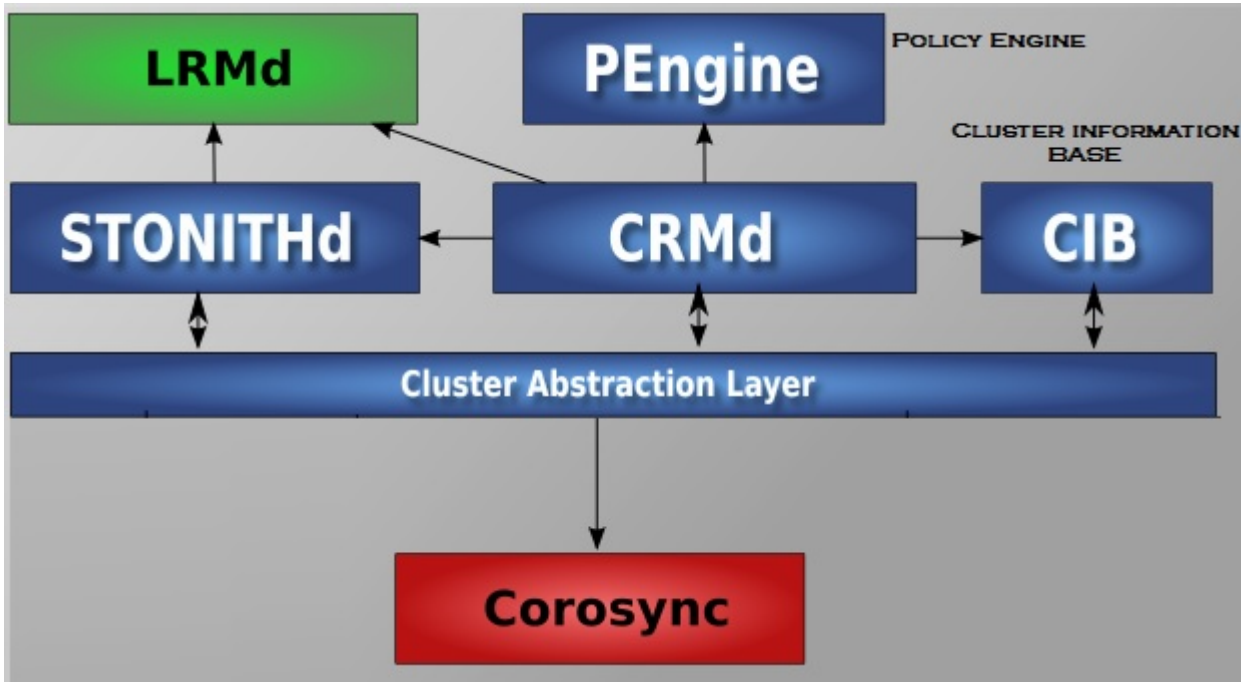 LRMd
PEngine
POLICY ENGINE
CLUSTER INFORMATION
BASE
STONITHd
CRMd
CIB
Cluster Abstraction Layer
Corosync